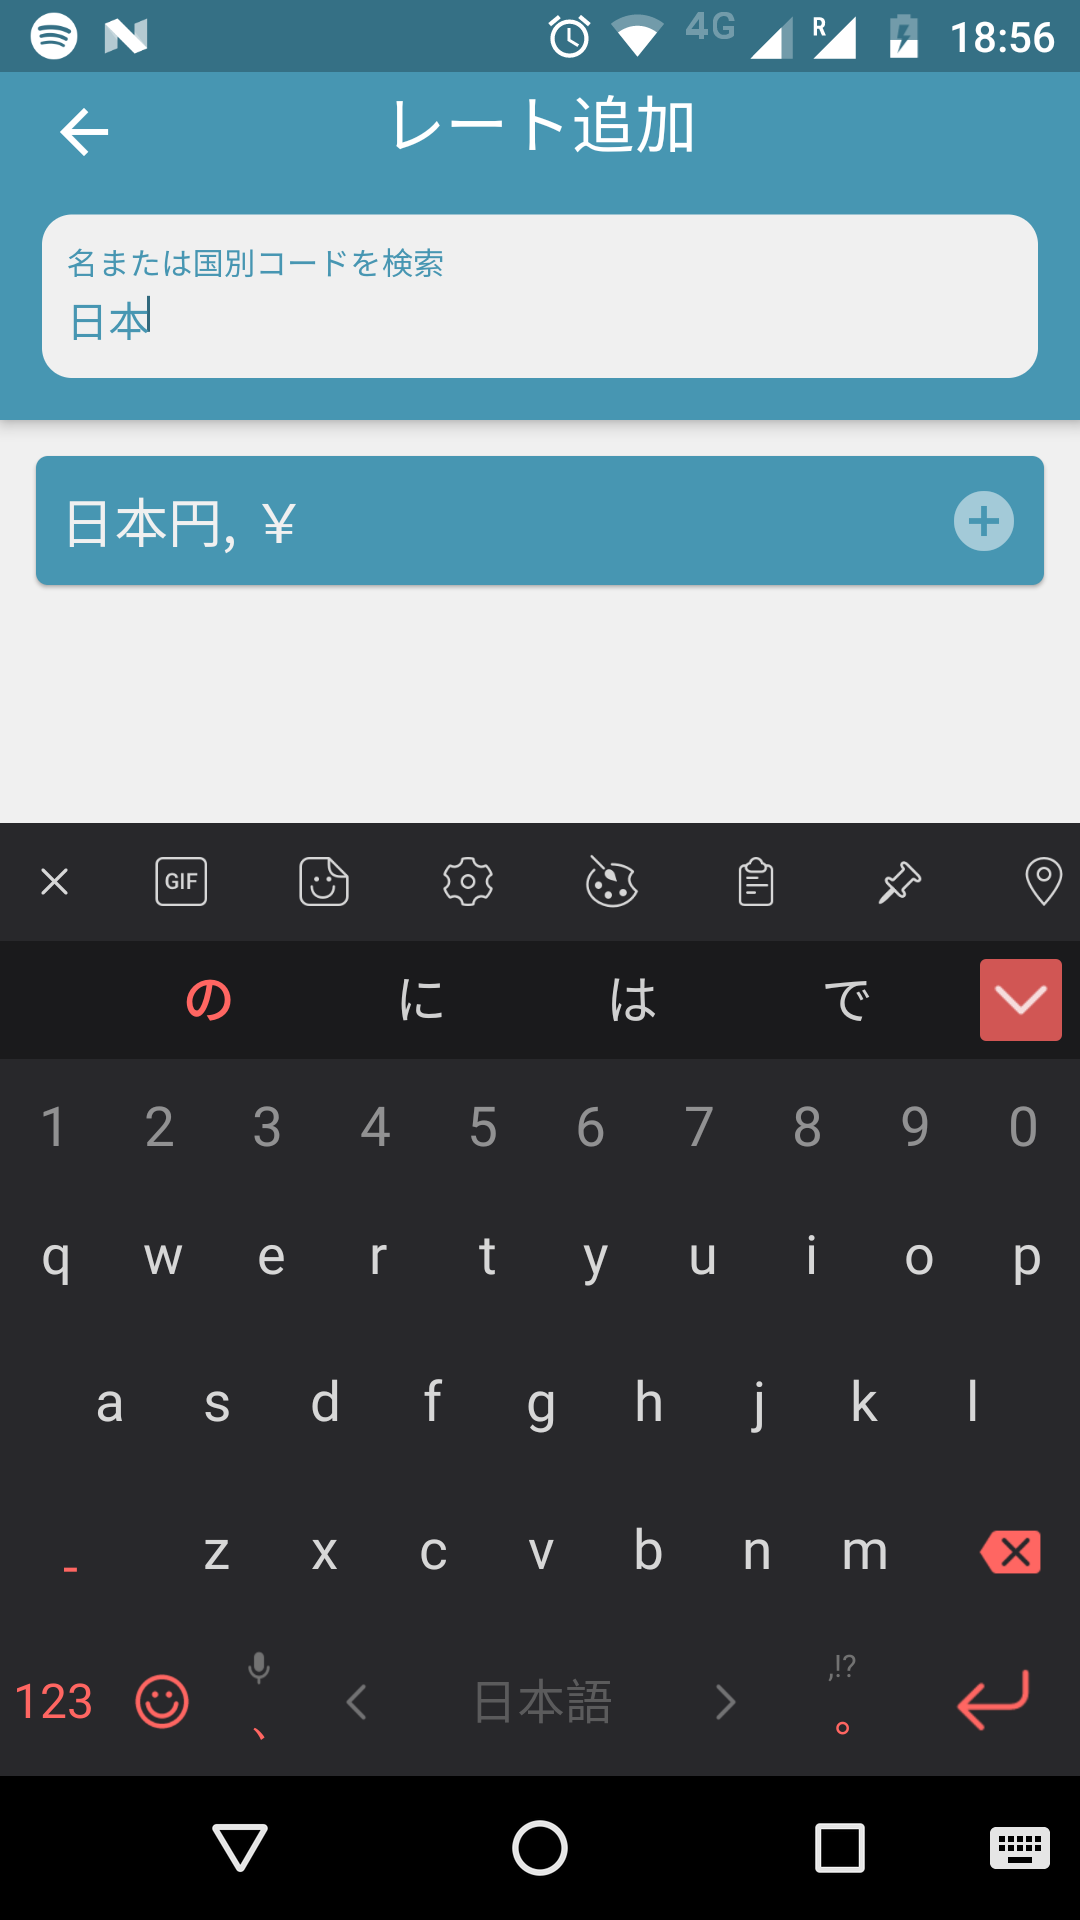 4G R 18:56
レート追加
名または国別コードを検索
日本
日本円, ￥
GIF
の に は で
1 2 3 4 5 6 7 8 9 0
q w e r t y u i o p
a s d f g h j k l
- z x c v b n m
,!?
123 、 日本語 。